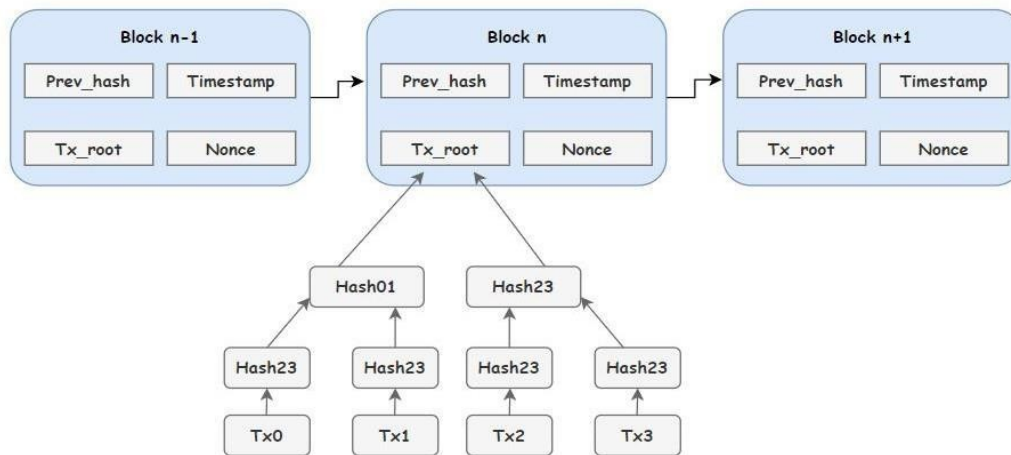 Block n-1
Block n
Block n+1
Prev_hash
Timestamp
Prev_hash
Timestamp
Prev_hash
Timestamp
Tx_root
Nonce
Tx_root
Nonce
Tx_root
Nonce
Hash01
Hash23
Hash23
Hash23
Hash23
Hash23
Tx0
Tx1
Tx2
Tx3